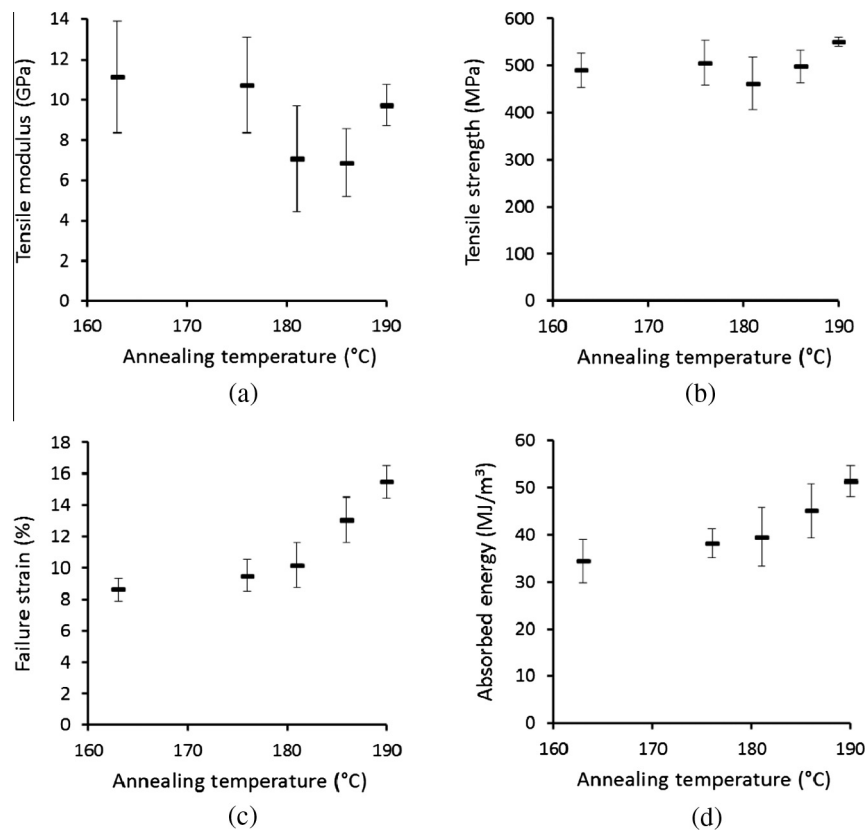 14
12
10
8
6
4
2
0
Tensile modulus (GPa)
160 170 180 190
Annealing temperature (°C)
(a)
600
500
400
300
200
100
0
Tensile strength (MPa)
160 170 180 190
Annealing temperature (°C)
(b)
18
16
14
12
10
8
6
4
2
0
Failure strain (%)
160 170 180 190
Annealing temperature (°C)
(c)
60
50
40
30
20
10
0
Absorbed energy (MJ/m³)
160 170 180 190
Annealing temperature (°C)
(d)